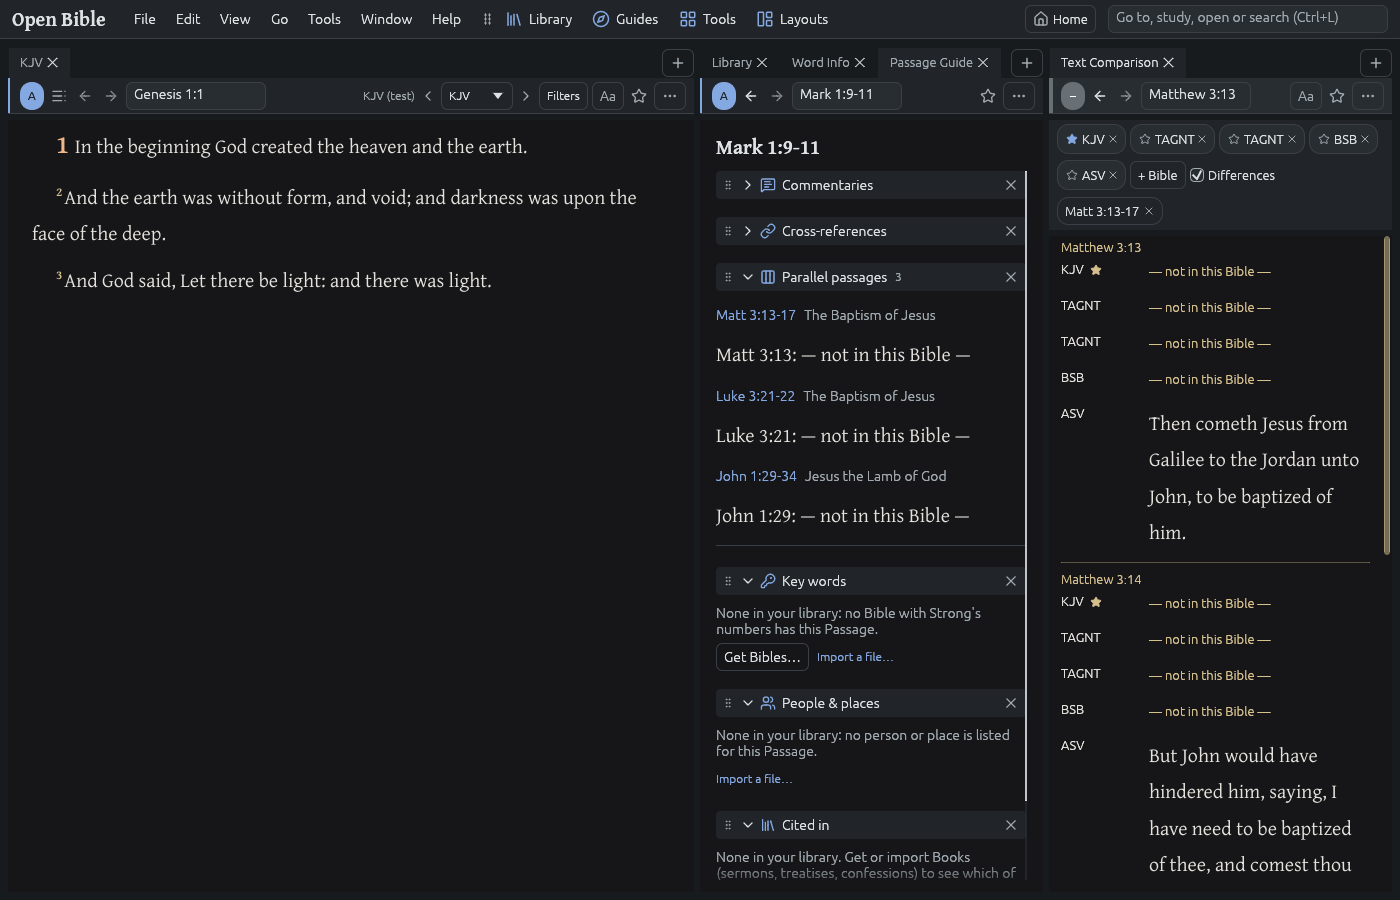 Open Bible File Edit View Go Tools Window Help Library Guides Tools Layouts Home Go to, study, open or search (Ctrl+L)
KJV
A Genesis 1:1 KJV (test) KJV Filters Aa
1 In the beginning God created the heaven and the earth.
2 And the earth was without form, and void; and darkness was upon the
face of the deep.
3 And God said, Let there be light: and there was light.
Library Word Info Passage Guide
A Mark 1:9-11
Mark 1:9-11
Commentaries
Cross-references
Parallel passages 3
Matt 3:13-17 The Baptism of Jesus
Matt 3:13: — not in this Bible —
Luke 3:21-22 The Baptism of Jesus
Luke 3:21: — not in this Bible —
John 1:29-34 Jesus the Lamb of God
John 1:29: — not in this Bible —
Key words
None in your library: no Bible with Strong's
numbers has this Passage.
Get Bibles... Import a file...
People & places
None in your library: no person or place is listed
for this Passage.
Import a file...
Cited in
None in your library. Get or import Books
(sermons, treatises, confessions) to see which of
Text Comparison
– Matthew 3:13 Aa
KJV TAGNT TAGNT BSB
ASV + Bible Differences
Matt 3:13-17
Matthew 3:13
KJV — not in this Bible —
TAGNT — not in this Bible —
TAGNT — not in this Bible —
BSB — not in this Bible —
ASV Then cometh Jesus from
Galilee to the Jordan unto
John, to be baptized of
him.
Matthew 3:14
KJV — not in this Bible —
TAGNT — not in this Bible —
TAGNT — not in this Bible —
BSB — not in this Bible —
ASV But John would have
hindered him, saying, I
have need to be baptized
of thee, and comest thou